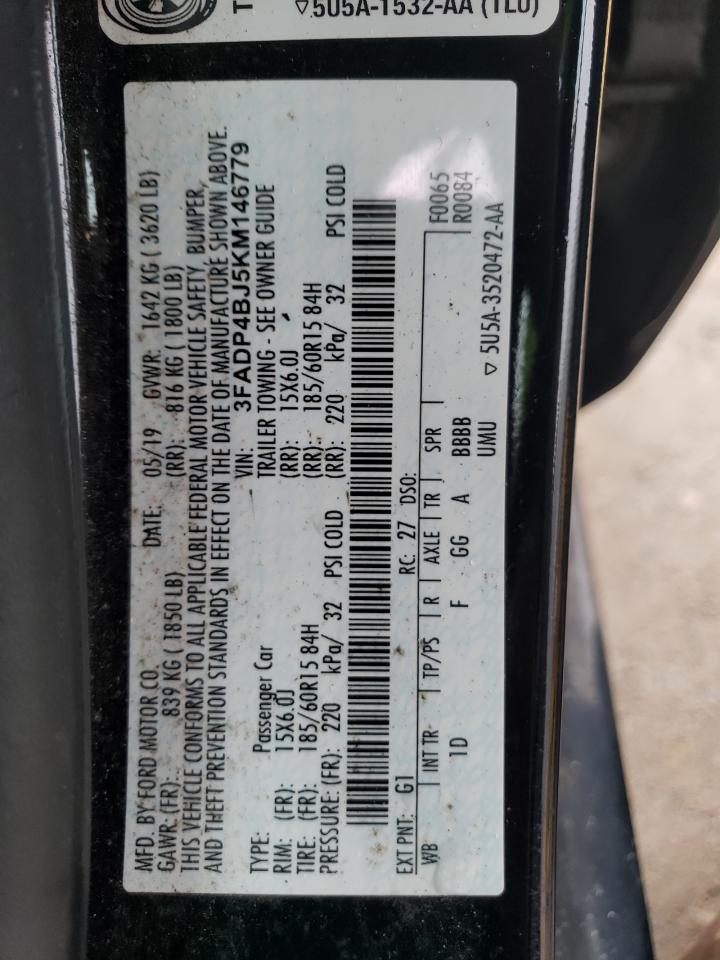 T
▽5U5A-1532-AA (TLU)
MFD. BY FORD MOTOR CO.
DATE: 05/19 GVWR: 1642 KG ( 3620 LB)
GAWR: (FR): 839 KG ( 1850 LB) (RR): 816 KG ( 1800 LB)
THIS VEHICLE CONFORMS TO ALL APPLICABLE FEDERAL MOTOR VEHICLE SAFETY, BUMPER,
AND THEFT PREVENTION STANDARDS IN EFFECT ON THE DATE OF MANUFACTURE SHOWN ABOVE.
VIN: 3FADP4BJ5KM146779
TYPE: Passenger Car TRAILER TOWING - SEE OWNER GUIDE
RIM: (FR): 15X6.0J (RR): 15X6.0J
TIRE: (FR): 185/60R15 84H (RR): 185/60R15 84H
PRESSURE: (FR): 220 kPa/ 32 PSI COLD (RR): 220 kPa/ 32 PSI COLD
EXT PNT: G1 RC: 27 DSO: F0065
WB INT TR TP/PS R AXLE TR SPR R0084
1D F GG A BBBB
UMU ▽ 5U5A-3520472-AA